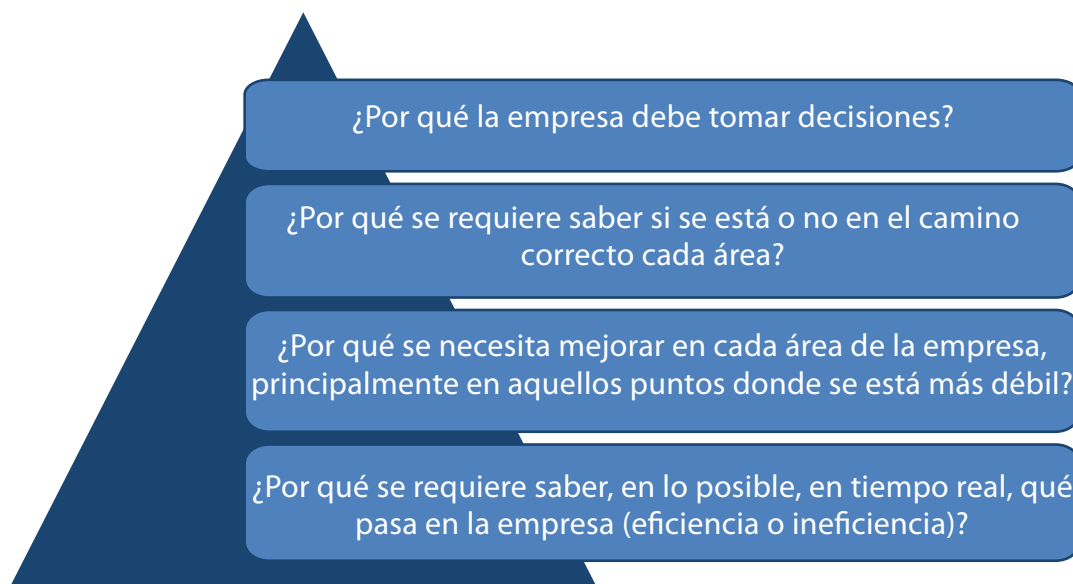 ¿Por qué la empresa debe tomar decisiones?
¿Por qué se requiere saber si se está o no en el camino
correcto cada área?
¿Por qué se necesita mejorar en cada área de la empresa,
principalmente en aquellos puntos donde se está más débil?
¿Por qué se requiere saber, en lo posible, en tiempo real, qué
pasa en la empresa (eficiencia o ineficiencia)?